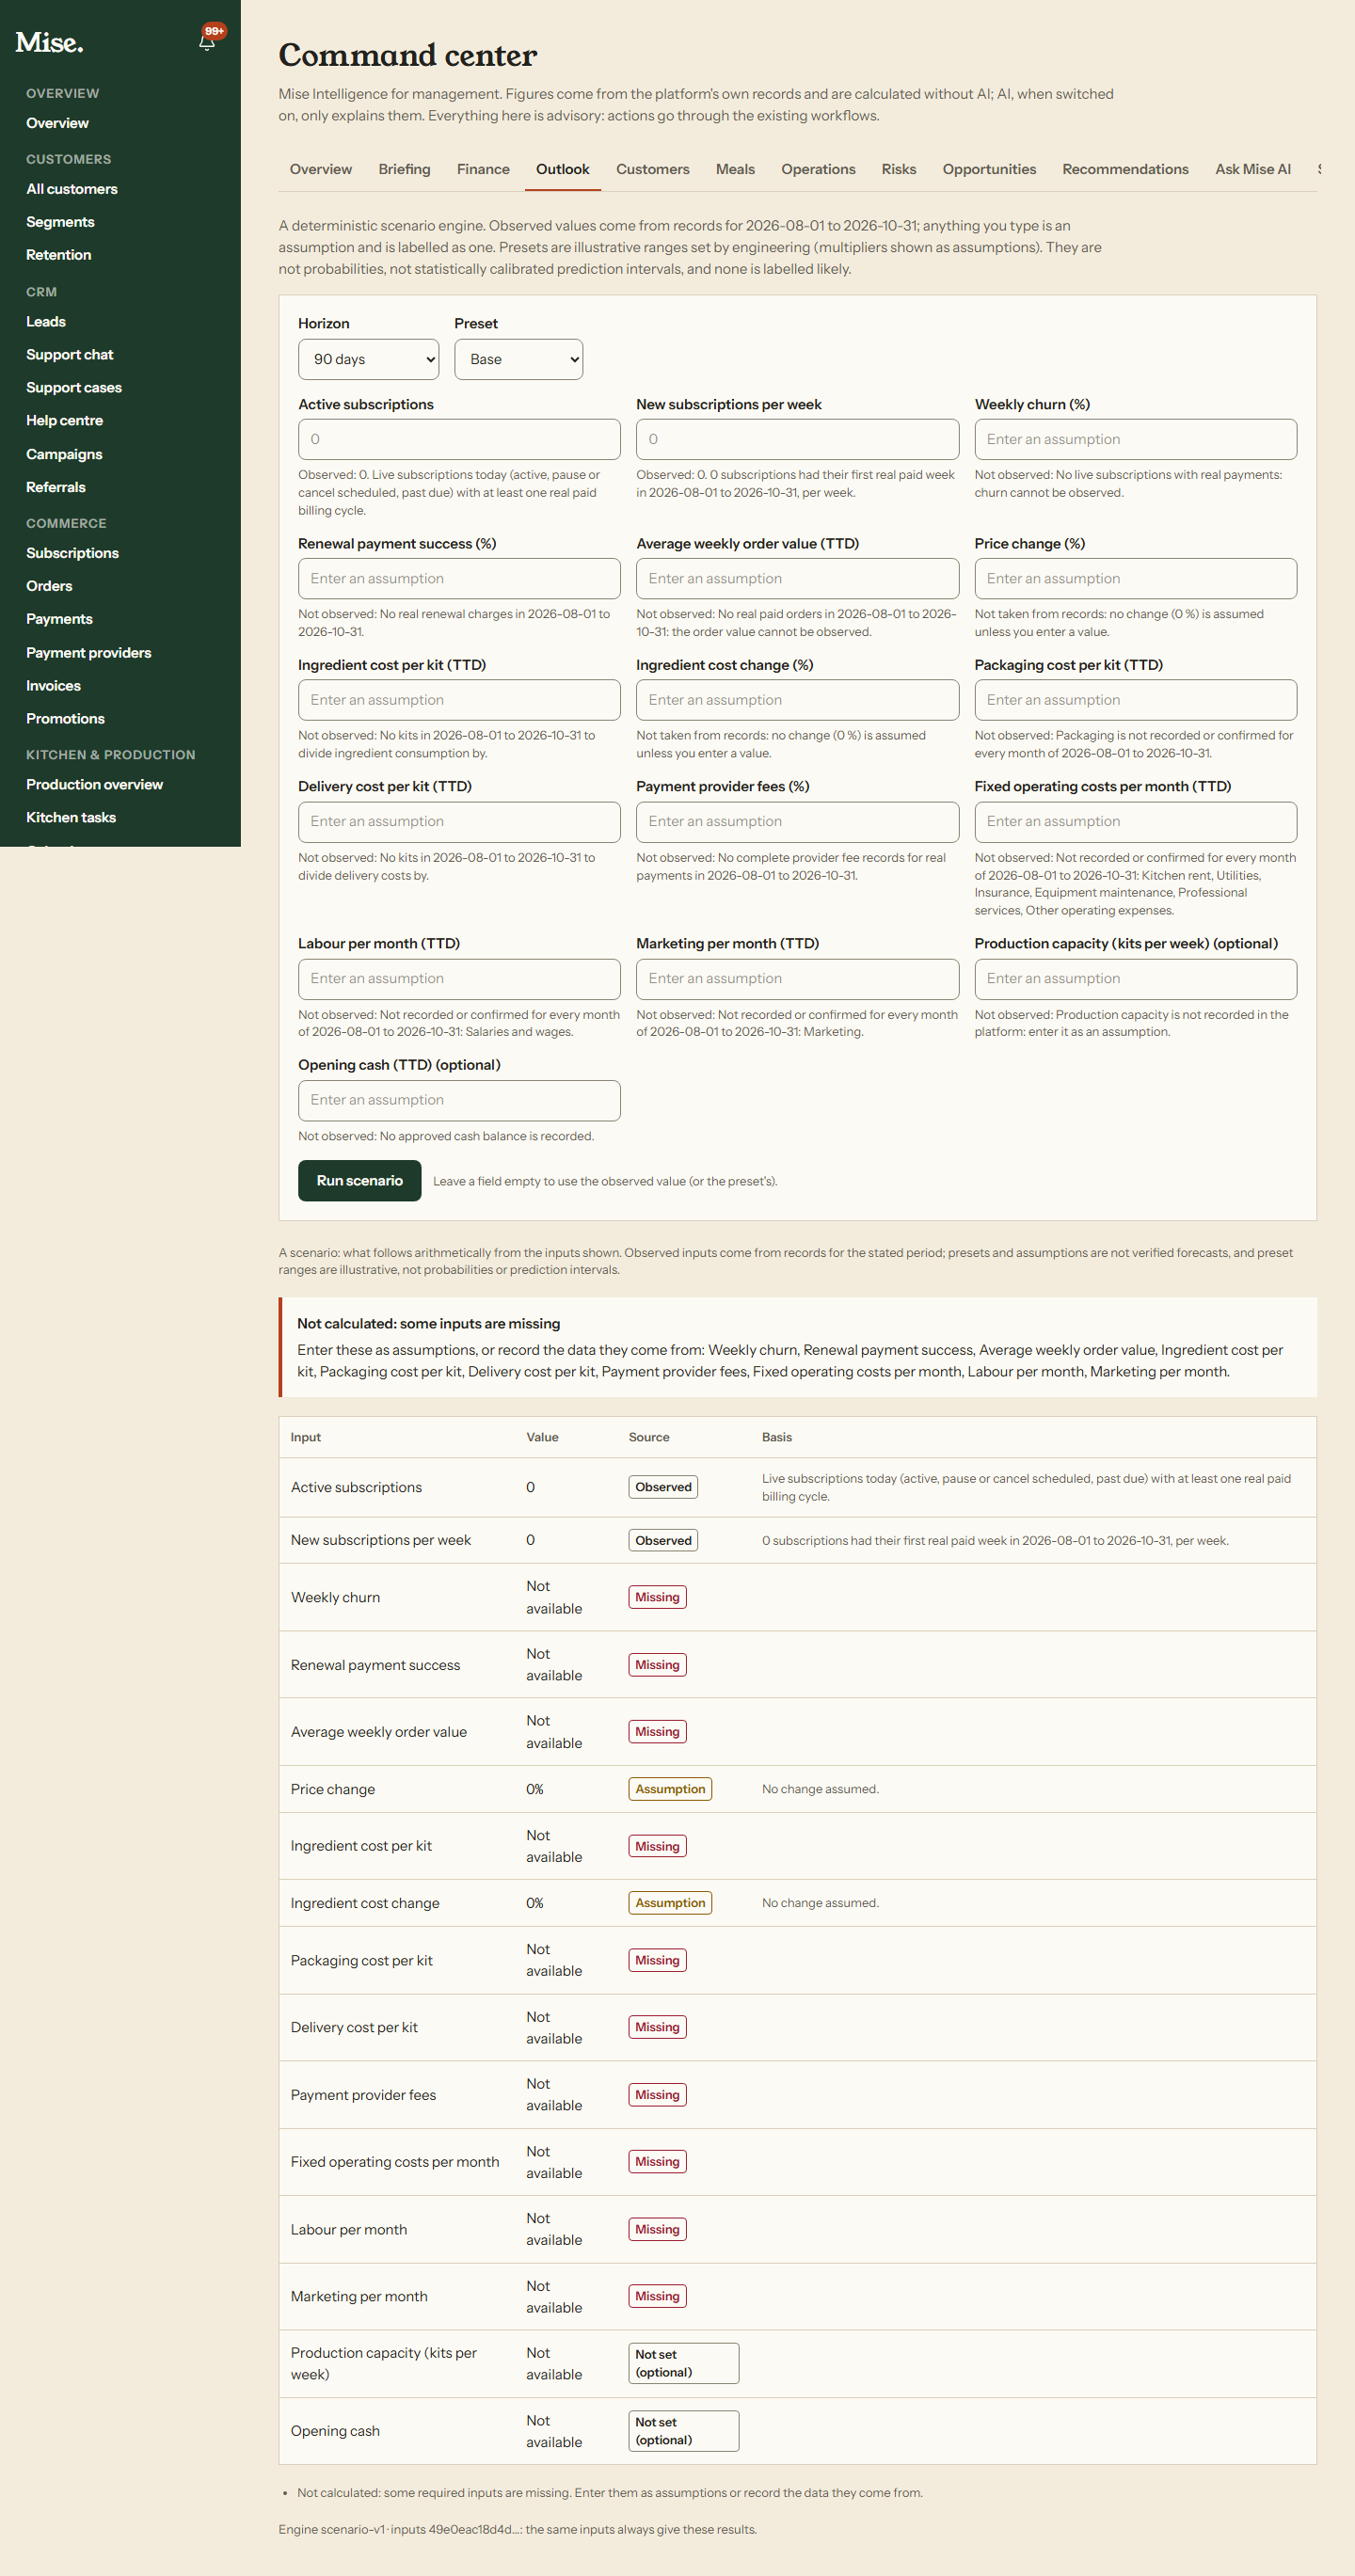 Mise.
99+
OVERVIEW
Overview
CUSTOMERS
All customers
Segments
Retention
CRM
Leads
Support chat
Support cases
Help centre
Campaigns
Referrals
COMMERCE
Subscriptions
Orders
Payments
Payment providers
Invoices
Promotions
KITCHEN & PRODUCTION
Production overview
Kitchen tasks
Command center
Mise Intelligence for management. Figures come from the platform's own records and are calculated without AI; AI, when switched
on, only explains them. Everything here is advisory: actions go through the existing workflows.
Overview Briefing Finance Outlook Customers Meals Operations Risks Opportunities Recommendations Ask Mise AI
A deterministic scenario engine. Observed values come from records for 2026-08-01 to 2026-10-31; anything you type is an
assumption and is labelled as one. Presets are illustrative ranges set by engineering (multipliers shown as assumptions). They are
not probabilities, not statistically calibrated prediction intervals, and none is labelled likely.
Horizon Preset
90 days Base
Active subscriptions New subscriptions per week Weekly churn (%)
0 0 Enter an assumption
Observed: 0. Live subscriptions today (active, pause or Observed: 0. 0 subscriptions had their first real paid week Not observed: No live subscriptions with real payments:
cancel scheduled, past due) with at least one real paid in 2026-08-01 to 2026-10-31, per week. churn cannot be observed.
billing cycle.
Renewal payment success (%) Average weekly order value (TTD) Price change (%)
Enter an assumption Enter an assumption Enter an assumption
Not observed: No real renewal charges in 2026-08-01 to Not observed: No real paid orders in 2026-08-01 to 2026- Not taken from records: no change (0 %) is assumed
2026-10-31. 10-31: the order value cannot be observed. unless you enter a value.
Ingredient cost per kit (TTD) Ingredient cost change (%) Packaging cost per kit (TTD)
Enter an assumption Enter an assumption Enter an assumption
Not observed: No kits in 2026-08-01 to 2026-10-31 to Not taken from records: no change (0 %) is assumed Not observed: Packaging is not recorded or confirmed for
divide ingredient consumption by. unless you enter a value. every month of 2026-08-01 to 2026-10-31.
Delivery cost per kit (TTD) Payment provider fees (%) Fixed operating costs per month (TTD)
Enter an assumption Enter an assumption Enter an assumption
Not observed: No kits in 2026-08-01 to 2026-10-31 to Not observed: No complete provider fee records for real Not observed: Not recorded or confirmed for every month
divide delivery costs by. payments in 2026-08-01 to 2026-10-31. of 2026-08-01 to 2026-10-31: Kitchen rent, Utilities,
Insurance, Equipment maintenance, Professional
services, Other operating expenses.
Labour per month (TTD) Marketing per month (TTD) Production capacity (kits per week) (optional)
Enter an assumption Enter an assumption Enter an assumption
Not observed: Not recorded or confirmed for every month Not observed: Not recorded or confirmed for every month Not observed: Production capacity is not recorded in the
of 2026-08-01 to 2026-10-31: Salaries and wages. of 2026-08-01 to 2026-10-31: Marketing. platform: enter it as an assumption.
Opening cash (TTD) (optional)
Enter an assumption
Not observed: No approved cash balance is recorded.
Run scenario Leave a field empty to use the observed value (or the preset's).
A scenario: what follows arithmetically from the inputs shown. Observed inputs come from records for the stated period; presets and assumptions are not verified forecasts, and preset
ranges are illustrative, not probabilities or prediction intervals.
Not calculated: some inputs are missing
Enter these as assumptions, or record the data they come from: Weekly churn, Renewal payment success, Average weekly order value, Ingredient cost per
kit, Packaging cost per kit, Delivery cost per kit, Payment provider fees, Fixed operating costs per month, Labour per month, Marketing per month.
Input Value Source Basis
Active subscriptions 0 Observed Live subscriptions today (active, pause or cancel scheduled, past due) with at least one real paid
billing cycle.
New subscriptions per week 0 Observed 0 subscriptions had their first real paid week in 2026-08-01 to 2026-10-31, per week.
Weekly churn Not available Missing
Renewal payment success Not available Missing
Average weekly order value Not available Missing
Price change 0% Assumption No change assumed.
Ingredient cost per kit Not available Missing
Ingredient cost change 0% Assumption No change assumed.
Packaging cost per kit Not available Missing
Delivery cost per kit Not available Missing
Payment provider fees Not available Missing
Fixed operating costs per month Not available Missing
Labour per month Not available Missing
Marketing per month Not available Missing
Production capacity (kits per week) Not available Not set (optional)
Opening cash Not available Not set (optional)
• Not calculated: some required inputs are missing. Enter them as assumptions or record the data they come from.
Engine scenario-v1 · inputs 49e0eac18d4d…: the same inputs always give these results.